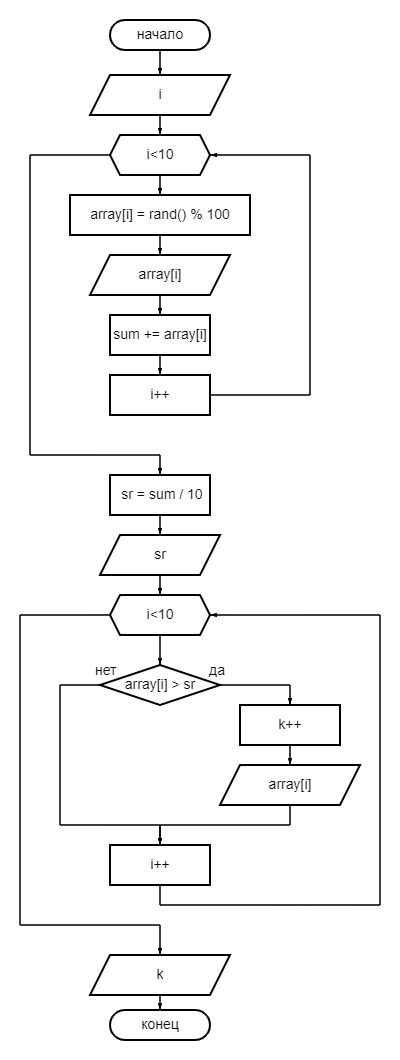 начало
i
i<10
array[i] = rand() % 100
array[i]
sum += array[i]
i++
sr = sum / 10
sr
i<10
нет
да
array[i] > sr
k++
array[i]
i++
k
конец